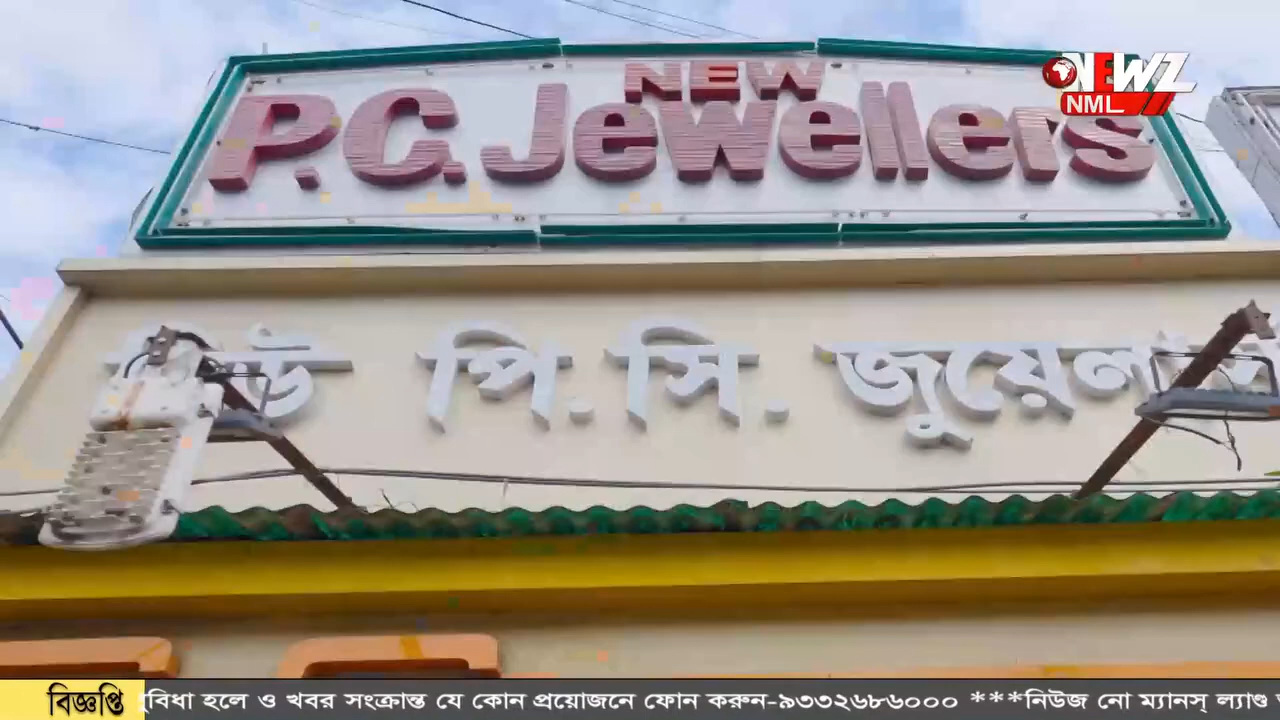 NEW
P.C. Jewellers
NEWZ
NML
পি. সি. জুয়েলার্স
বিজ্ঞপ্তি
হলে ও খবর সংক্রান্ত যে কোন প্রয়োজনে ফোন করুন-৯৩৩২৬৮৬০০০ ***নিউজ নো ম্যানস্ ল্যাণ্ড